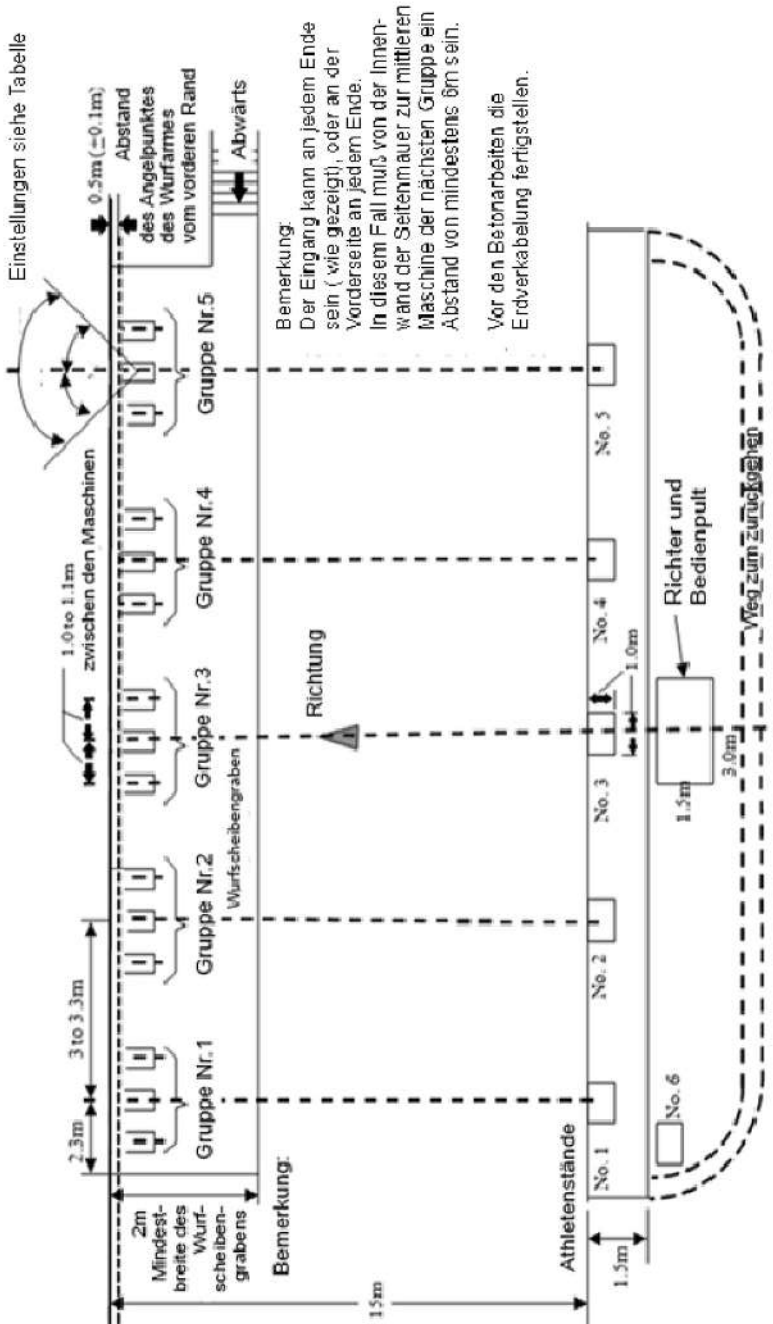 Einstellungen siehe Tabelle
0.5m (±0.1m)
Abstand
des Angelpunktes
des Wurfarmes
vom vorderen Rand
1.0 to 1.1m
zwischen den Maschinen
3 to 3.3m
2.3m
2m
Mindest-
breite des
Wurf-
scheiben-
grabens
Gruppe Nr.1
Gruppe Nr.2
Gruppe Nr.3
Gruppe Nr.4
Gruppe Nr.5
Abwärts
Wurfscheibengraben
Bemerkung:
Bemerkung:
Der Eingang kann an jedem Ende
sein ( wie gezeigt), oder an der
Vorderseite an jedem Ende.
In diesem Fall muß von der Innen-
wand der Seitenmauer zur mittleren
Maschine der nächsten Gruppe ein
Abstand von mindestens 6m sein.
Vor den Betonarbeiten die
Erdverkabelung fertigstellen.
Richtung
15m
Athletenstände
No. 1
No. 2
No. 3
No. 4
No. 5
1.0m
1.5m
No. 6
1.5m
3.0m
Richter und
Bedienpult
Weg zum zurückgehen